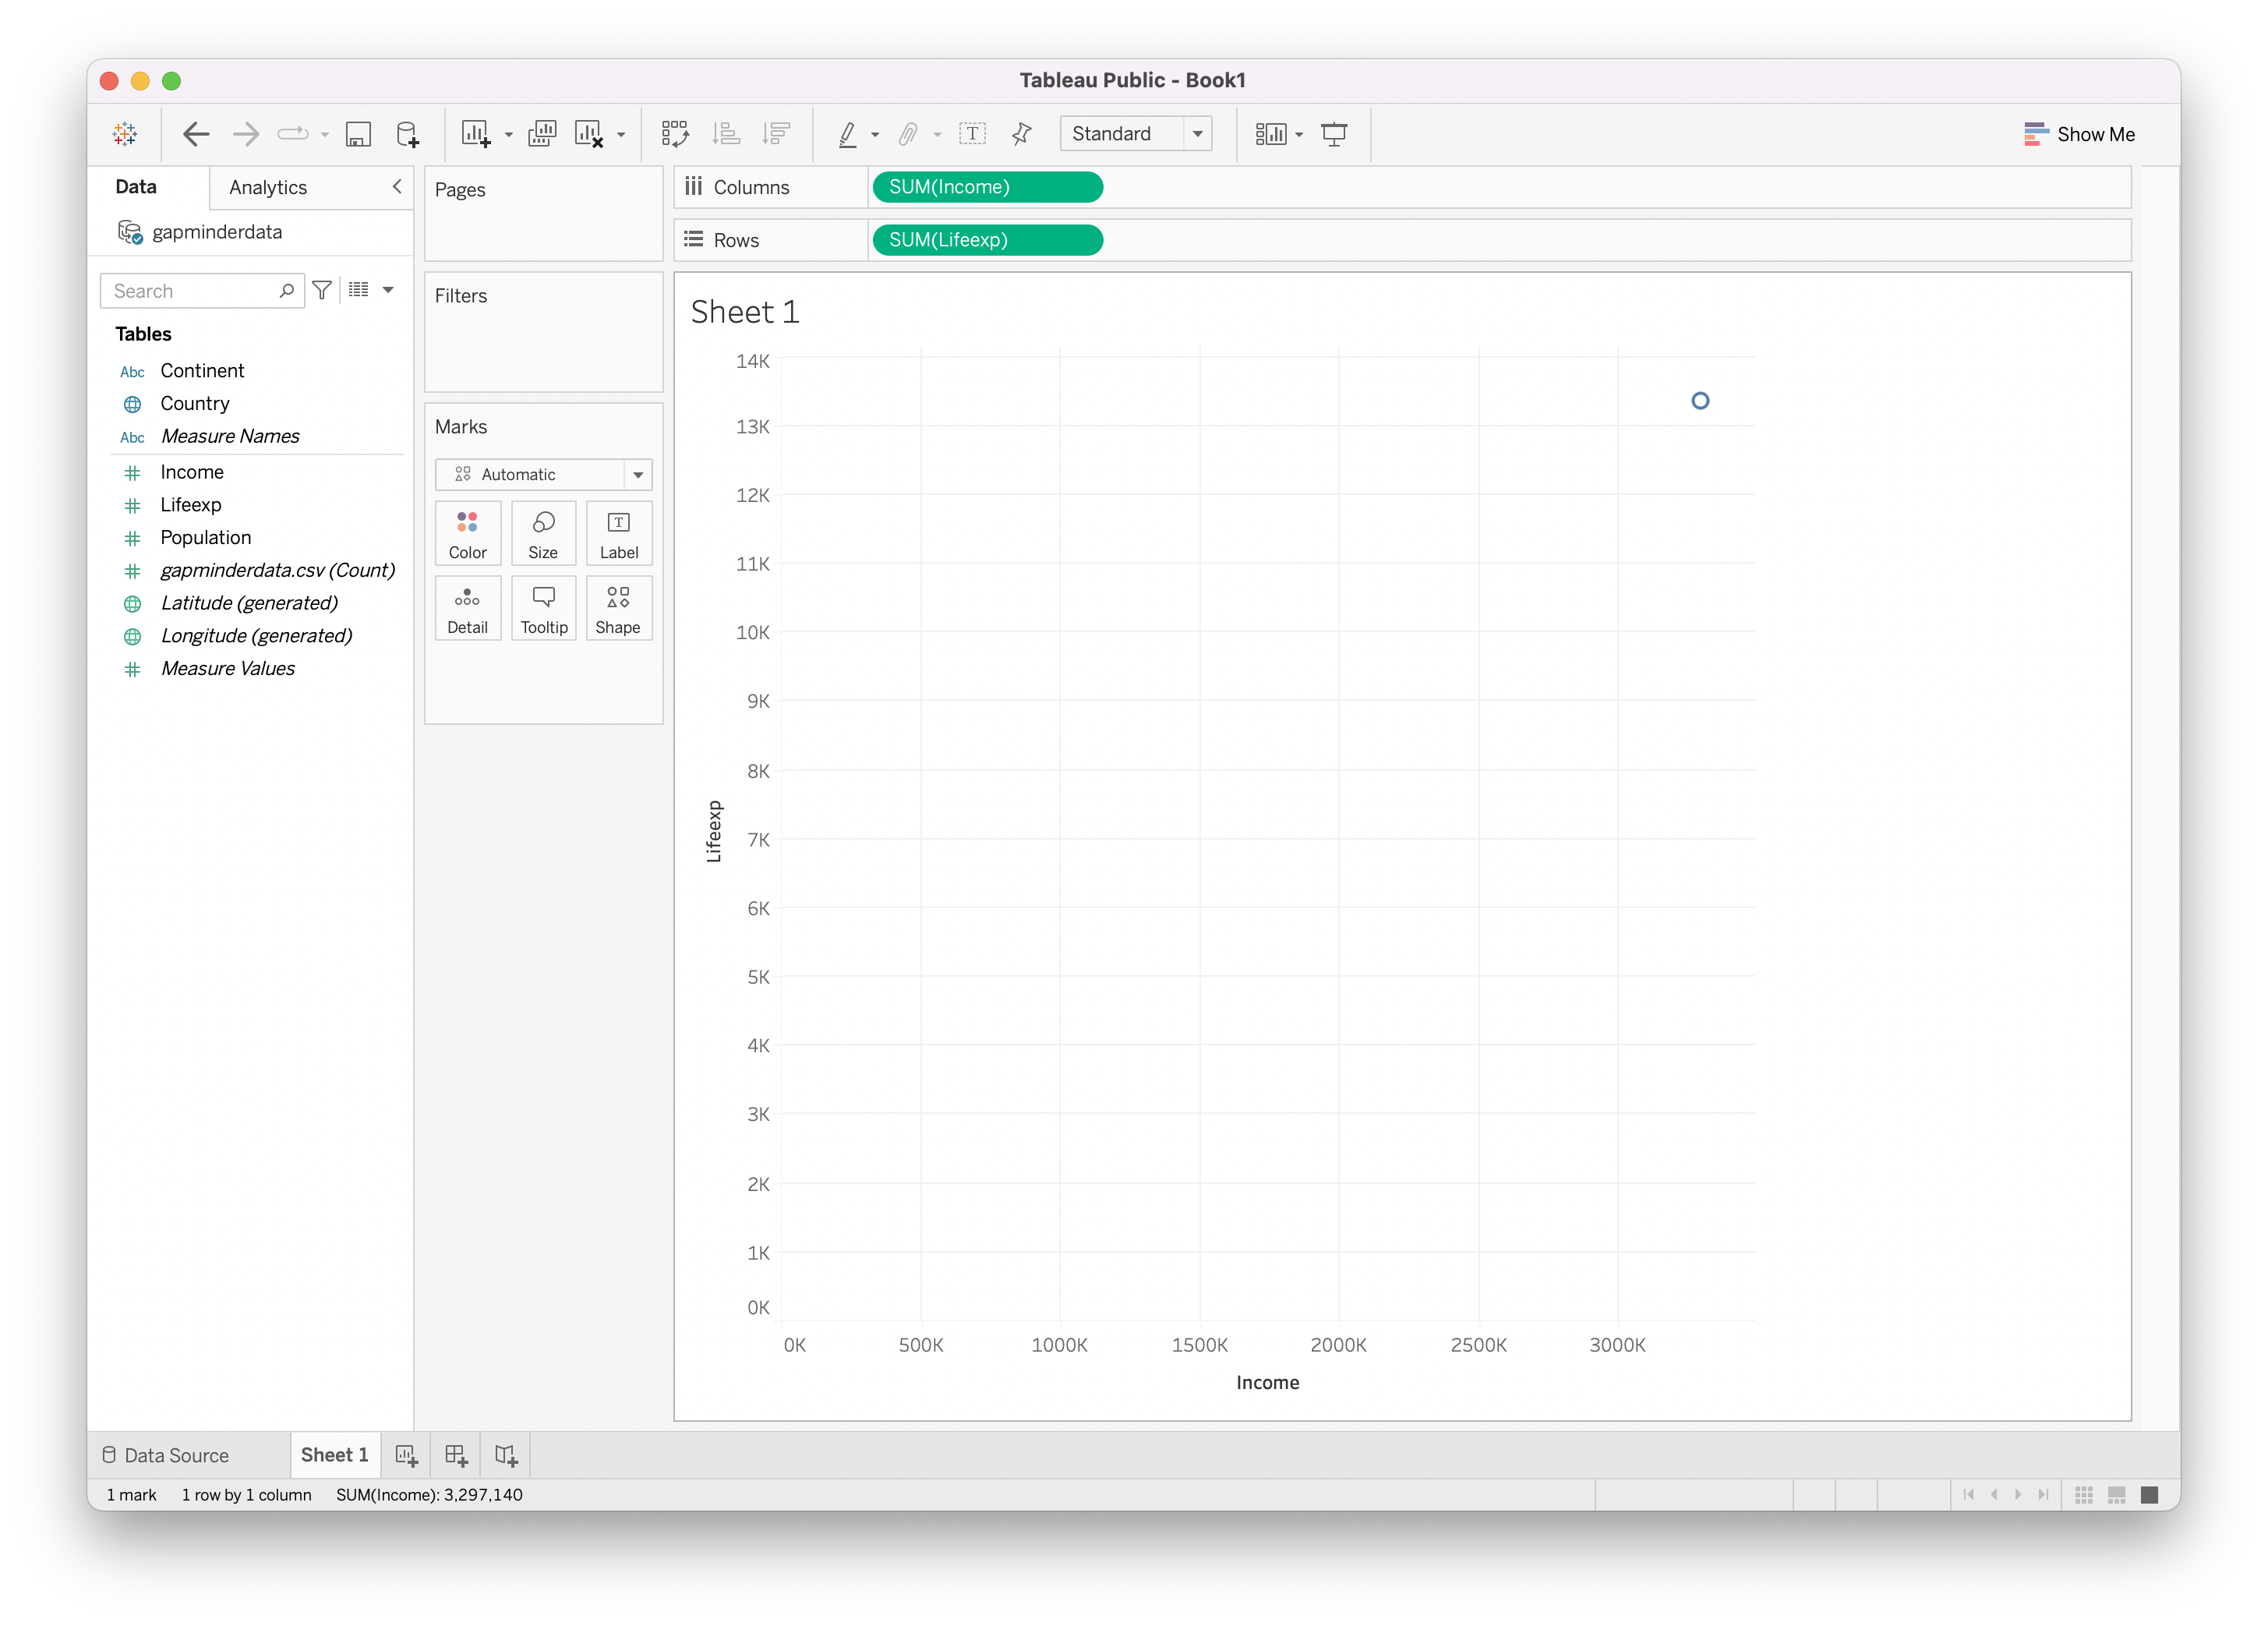 Tableau Public - Book1
Standard
Show Me
Data
Analytics
gapminderdata
Search
Tables
Abc Continent
Country
Abc Measure Names
Income
Lifeexp
Population
gapminderdata.csv (Count)
Latitude (generated)
Longitude (generated)
Measure Values
Pages
Filters
Marks
Automatic
Color
Size
T
Label
Detail
Tooltip
Shape
Columns
SUM(Income)
Rows
SUM(Lifeexp)
Sheet 1
14K
13K
12K
11K
10K
9K
8K
7K
6K
5K
4K
3K
2K
1K
0K
Lifeexp
0K 500K 1000K 1500K 2000K 2500K 3000K
Income
Data Source
Sheet 1
1 mark 1 row by 1 column SUM(Income): 3,297,140